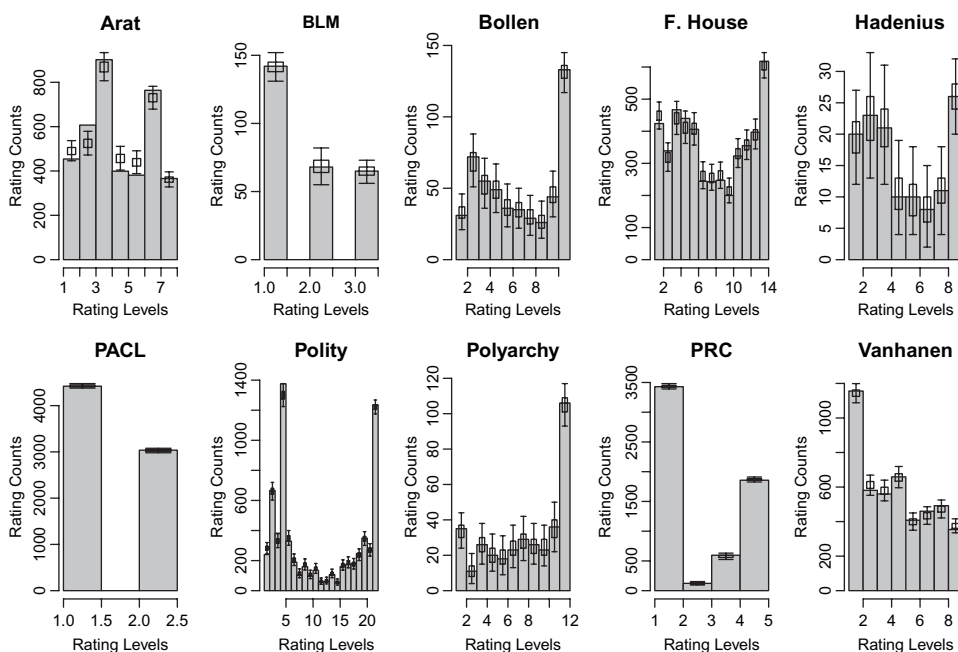 Arat
BLM
Bollen
F. House
Hadenius
Rating Counts
0 200 400 600 800
1 3 5 7
Rating Levels
Rating Counts
0 50 100 150
1.0 2.0 3.0
Rating Levels
Rating Counts
0 50 100 150
2 4 6 8
Rating Levels
Rating Counts
0 100 300 500
2 6 10 14
Rating Levels
Rating Counts
0 5 10 15 20 25 30
2 4 6 8
Rating Levels
PACL
Polity
Polyarchy
PRC
Vanhanen
Rating Counts
0 1000 2000 3000 4000
1.0 1.5 2.0 2.5
Rating Levels
Rating Counts
0 200 600 1000 1400
5 10 15 20
Rating Levels
Rating Counts
0 20 40 60 80 100 120
2 4 6 8 12
Rating Levels
Rating Counts
0 500 1500 2500 3500
1 2 3 4 5
Rating Levels
Rating Counts
0 200 600 1000
2 4 6 8
Rating Levels